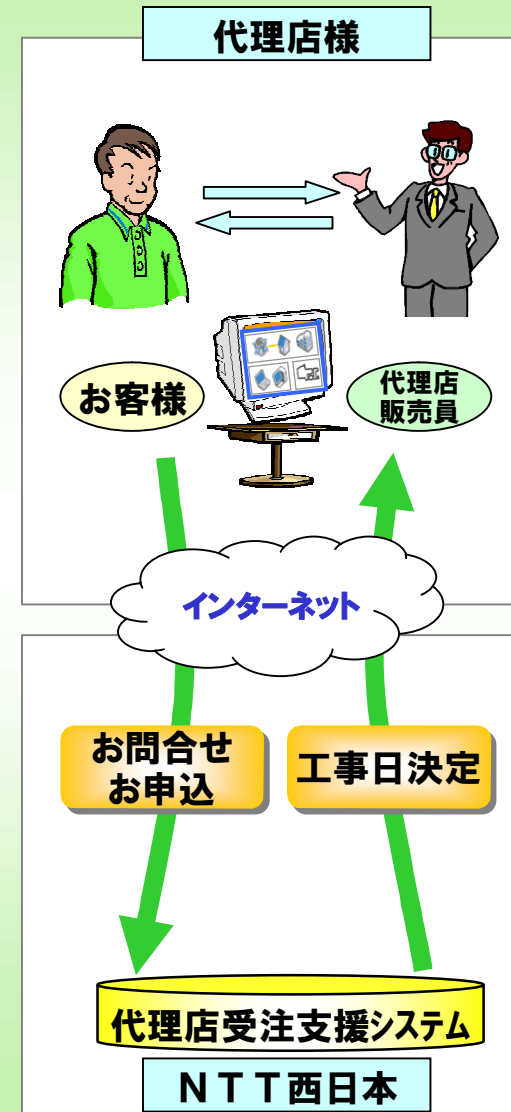 代理店様
お客様
代理店
販売員
インターネット
お問合せ
お申込
工事日決定
代理店受注支援システム
NTT西日本